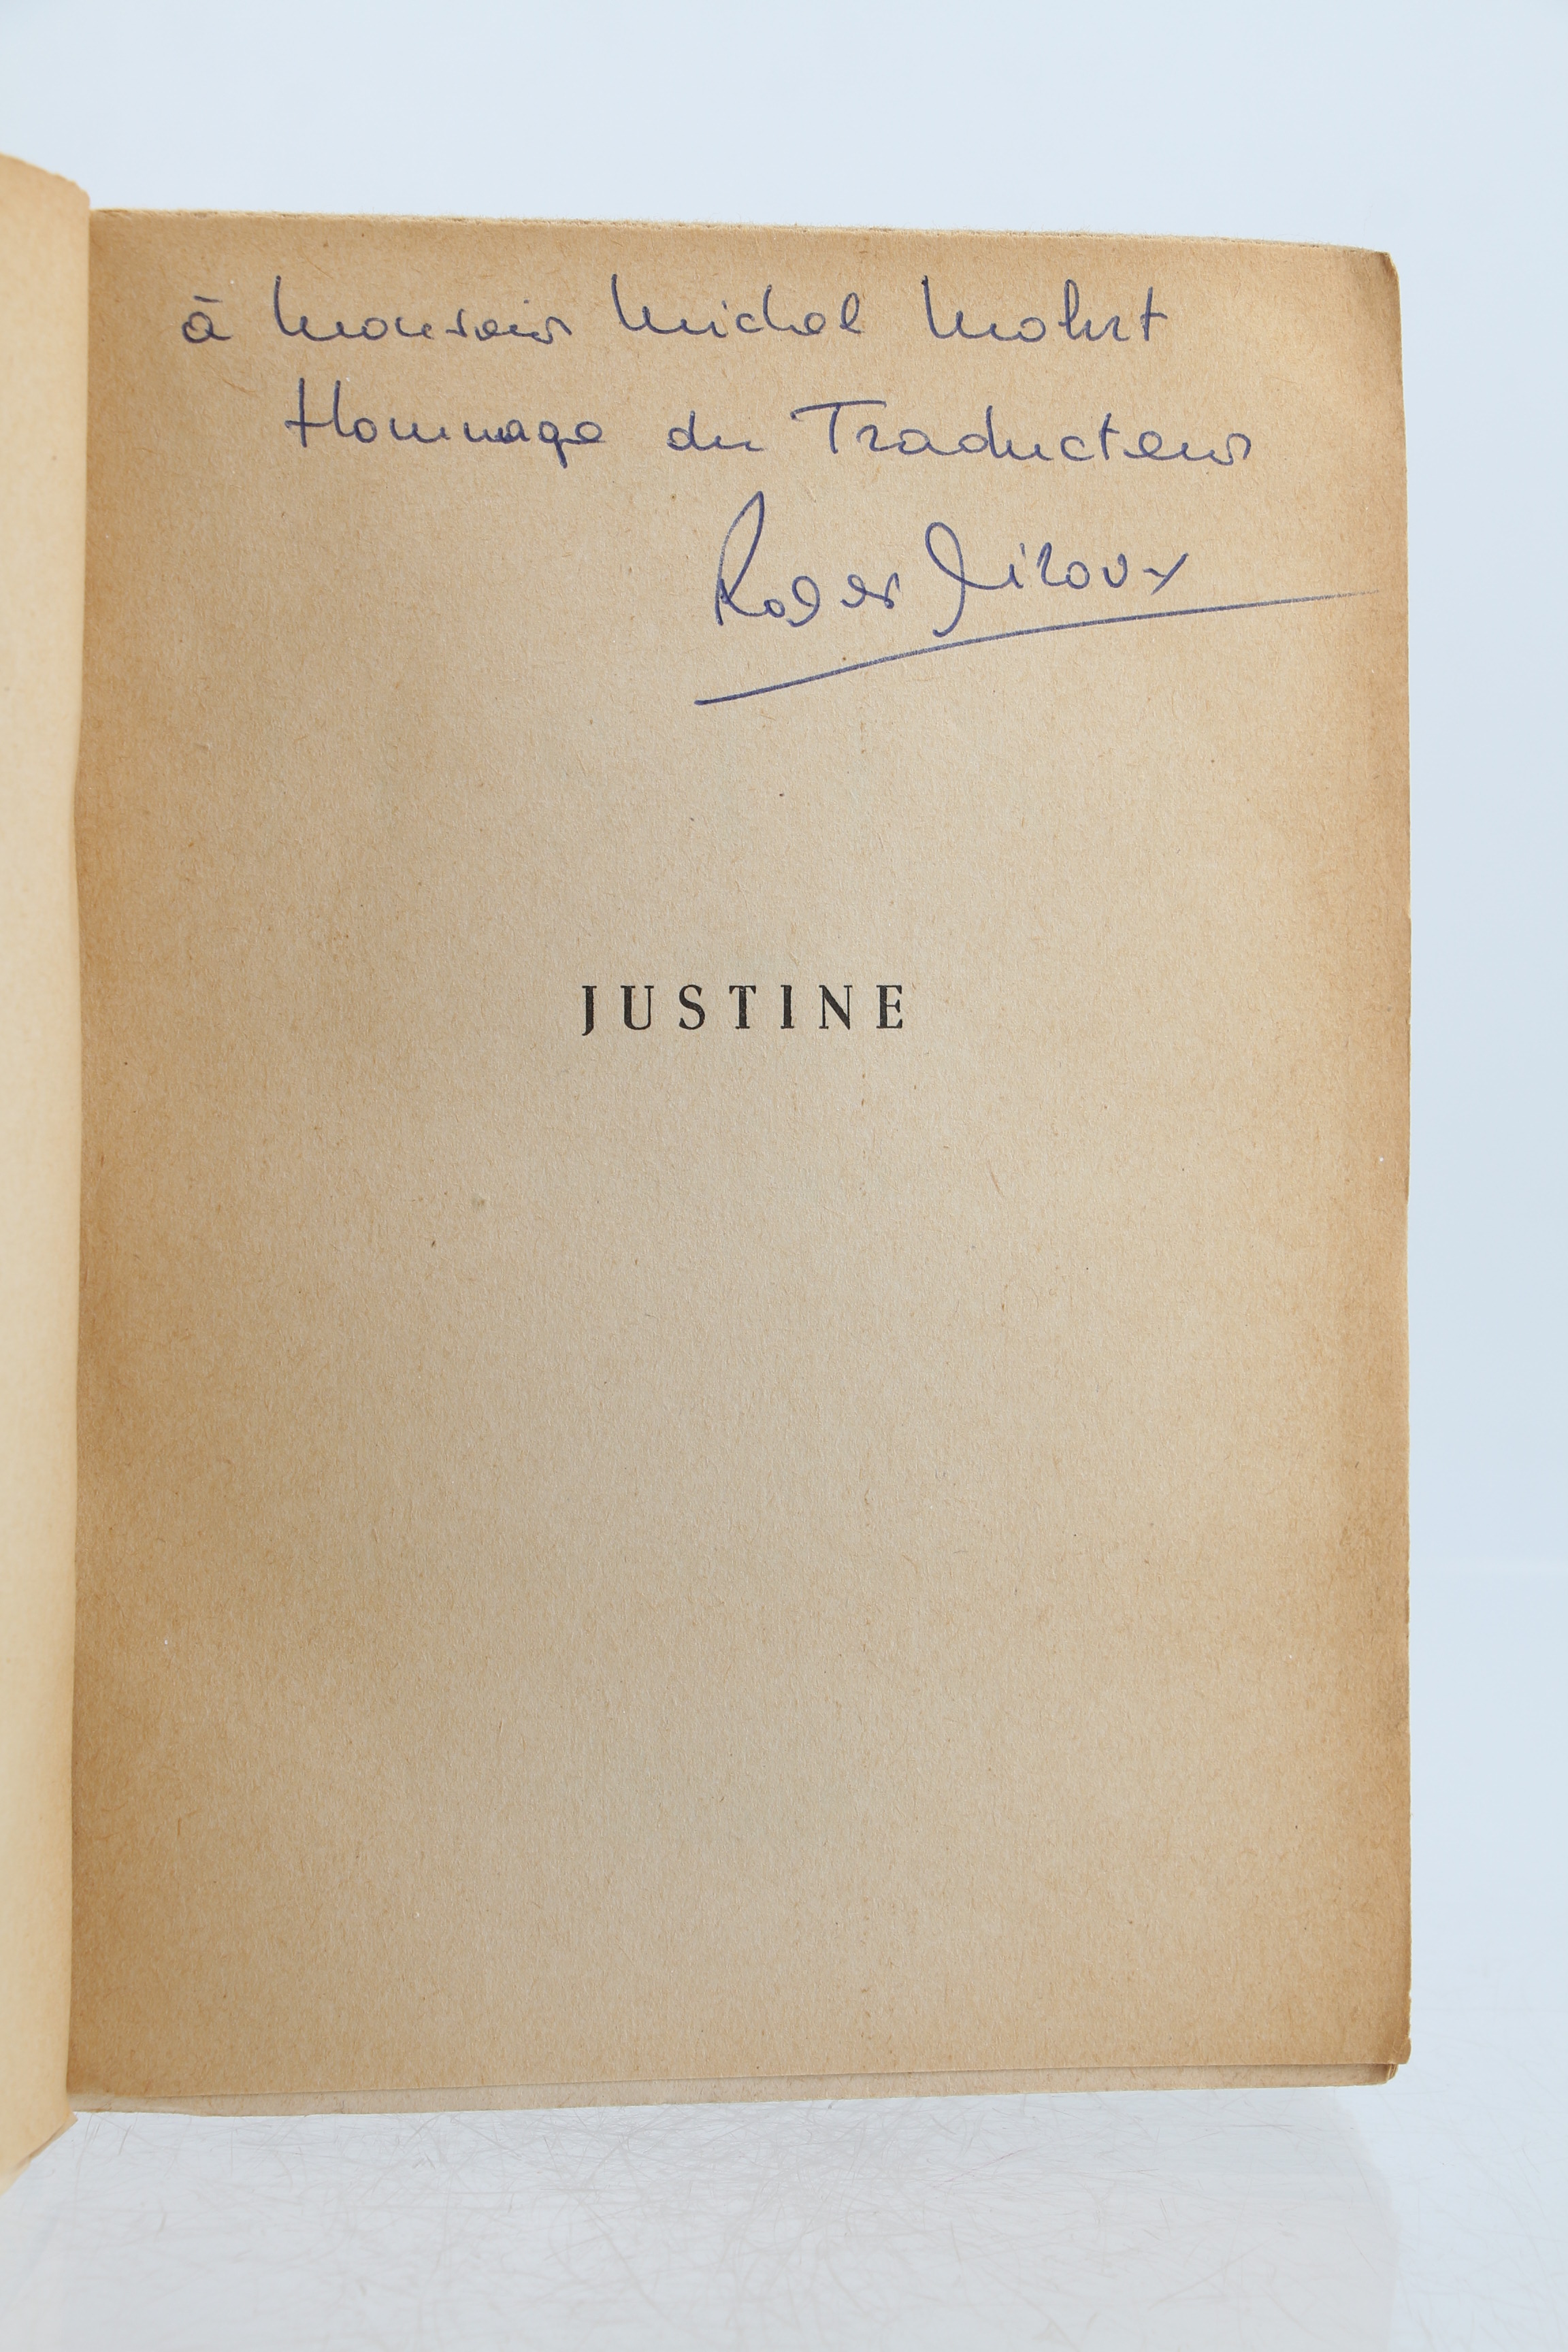 à Monsieur Michel Mohrt
Hommage du Traducteur
Roger Giroux
JUSTINE